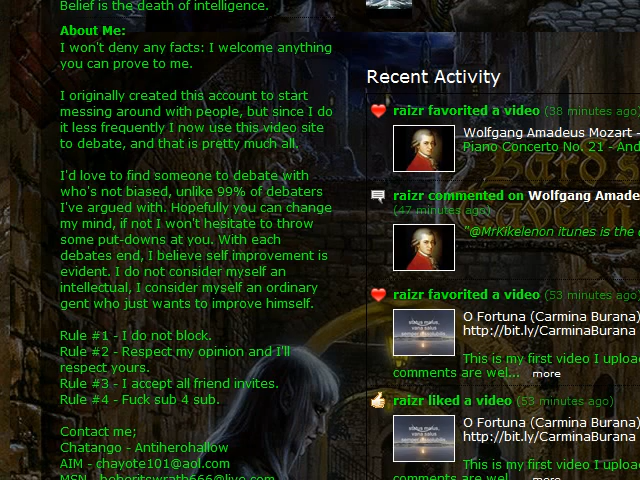 Belief is the death of intelligence.
About Me:
I won't deny any facts: I welcome anything
you can prove to me.
I originally created this account to start
messing around with people, but since I do
it less frequently I now use this video site
to debate, and that is pretty much all.
I'd love to find someone to debate with
who's not biased, unlike 99% of debaters
I've argued with. Hopefully you can change
my mind, if not I won't hesitate to throw
some put-downs at you. With each
debates end, I believe self improvement is
evident. I do not consider myself an
intellectual, I consider myself an ordinary
gent who just wants to improve himself.
Rule #1 - I do not block.
Rule #2 - Respect my opinion and I'll
respect yours.
Rule #3 - I accept all friend invites.
Rule #4 - Fuck sub 4 sub.
Contact me;
Chatango - Antiherohallow
AIM - chayote101@aol.com
Recent Activity
raizr favorited a video (38 minutes ago)
Wolfgang Amadeus Mozart -
Piano Concerto No. 21 - And
raizr commented on Wolfgang Amade
(47 minutes ago)
"@MrKikelenon itunes is the
raizr favorited a video (53 minutes ago)
O Fortuna (Carmina Burana)
http://bit.ly/CarminaBurana
This is my first video I uploa
comments are wel... more
raizr liked a video (53 minutes ago)
O Fortuna (Carmina Burana)
http://bit.ly/CarminaBurana
This is my first video I uploa
comments are wel... more
Bard's
Tavern